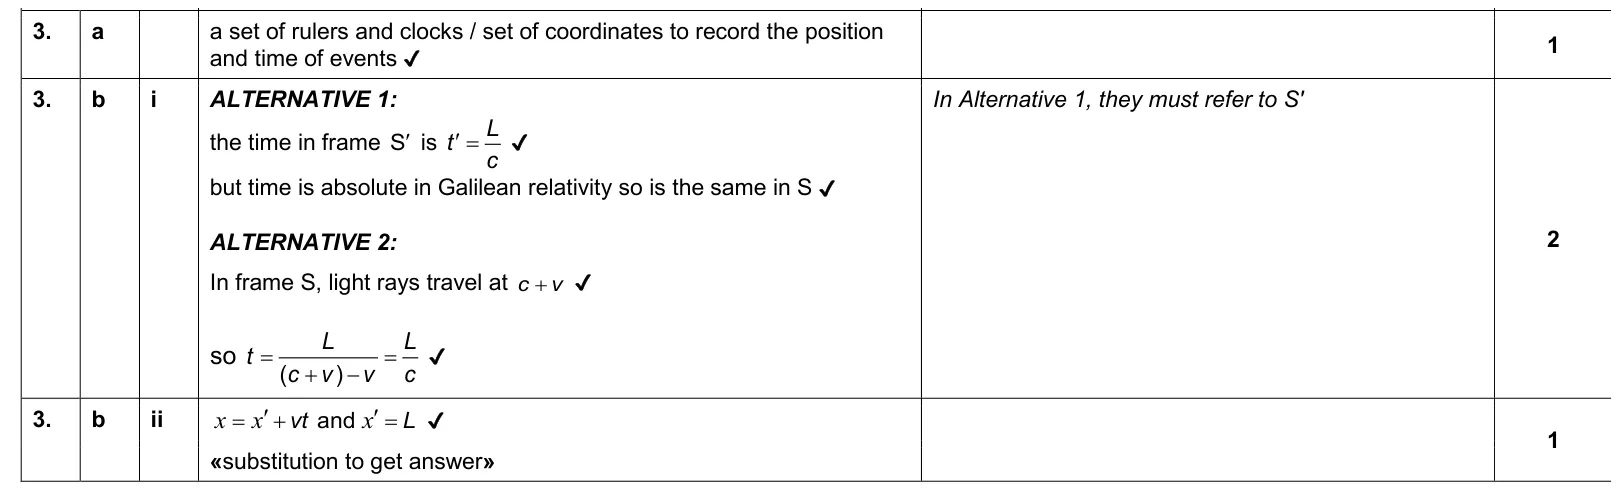 3. a a set of rulers and clocks / set of coordinates to record the position
and time of events ✔
1
3. b i ALTERNATIVE 1:
In Alternative 1, they must refer to S′
the time in frame S′ is t′ = L/c ✔
but time is absolute in Galilean relativity so is the same in S ✔
ALTERNATIVE 2:
2
In frame S, light rays travel at c + v ✔
so t = L/((c + v) − v) = L/c ✔
3. b ii x = x′ + vt and x′ = L ✔
1
«substitution to get answer»